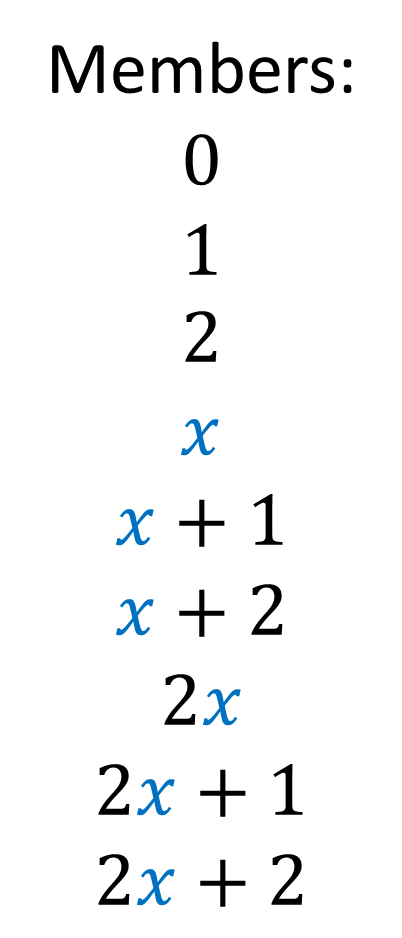 Members:
0
1
2
x
x + 1
x + 2
2x
2x + 1
2x + 2